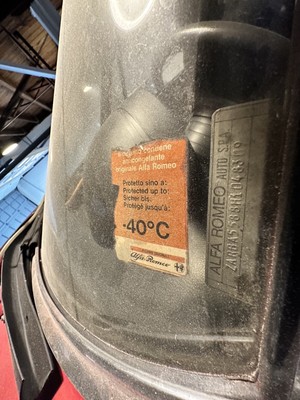 contiene
anticongelante
originale Alfa Romeo
Protetto sino a:
Protected up to:
Sicher bis:
Protégé jusqu'à:
-40°C
Alfa-Romeo
ALFA ROMEO AUTO S.p.A.